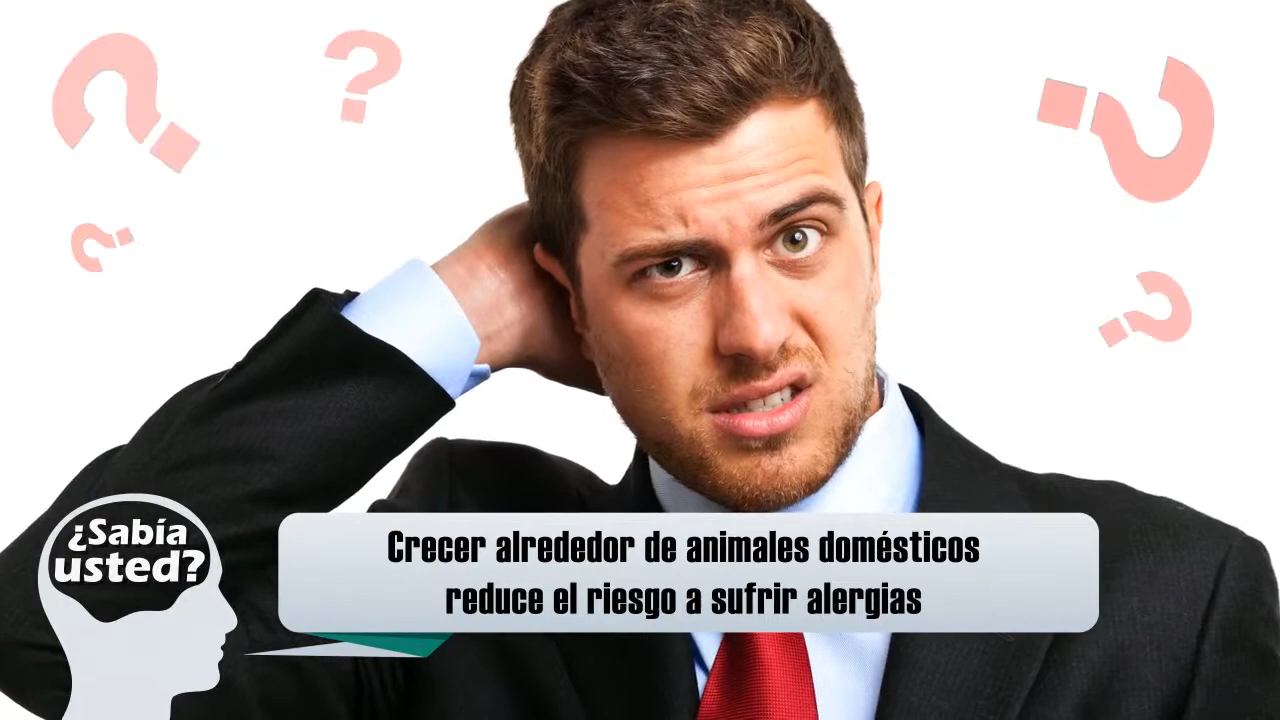 ¿Sabía
usted?
Crecer alrededor de animales domésticos
reduce el riesgo a sufrir alergias